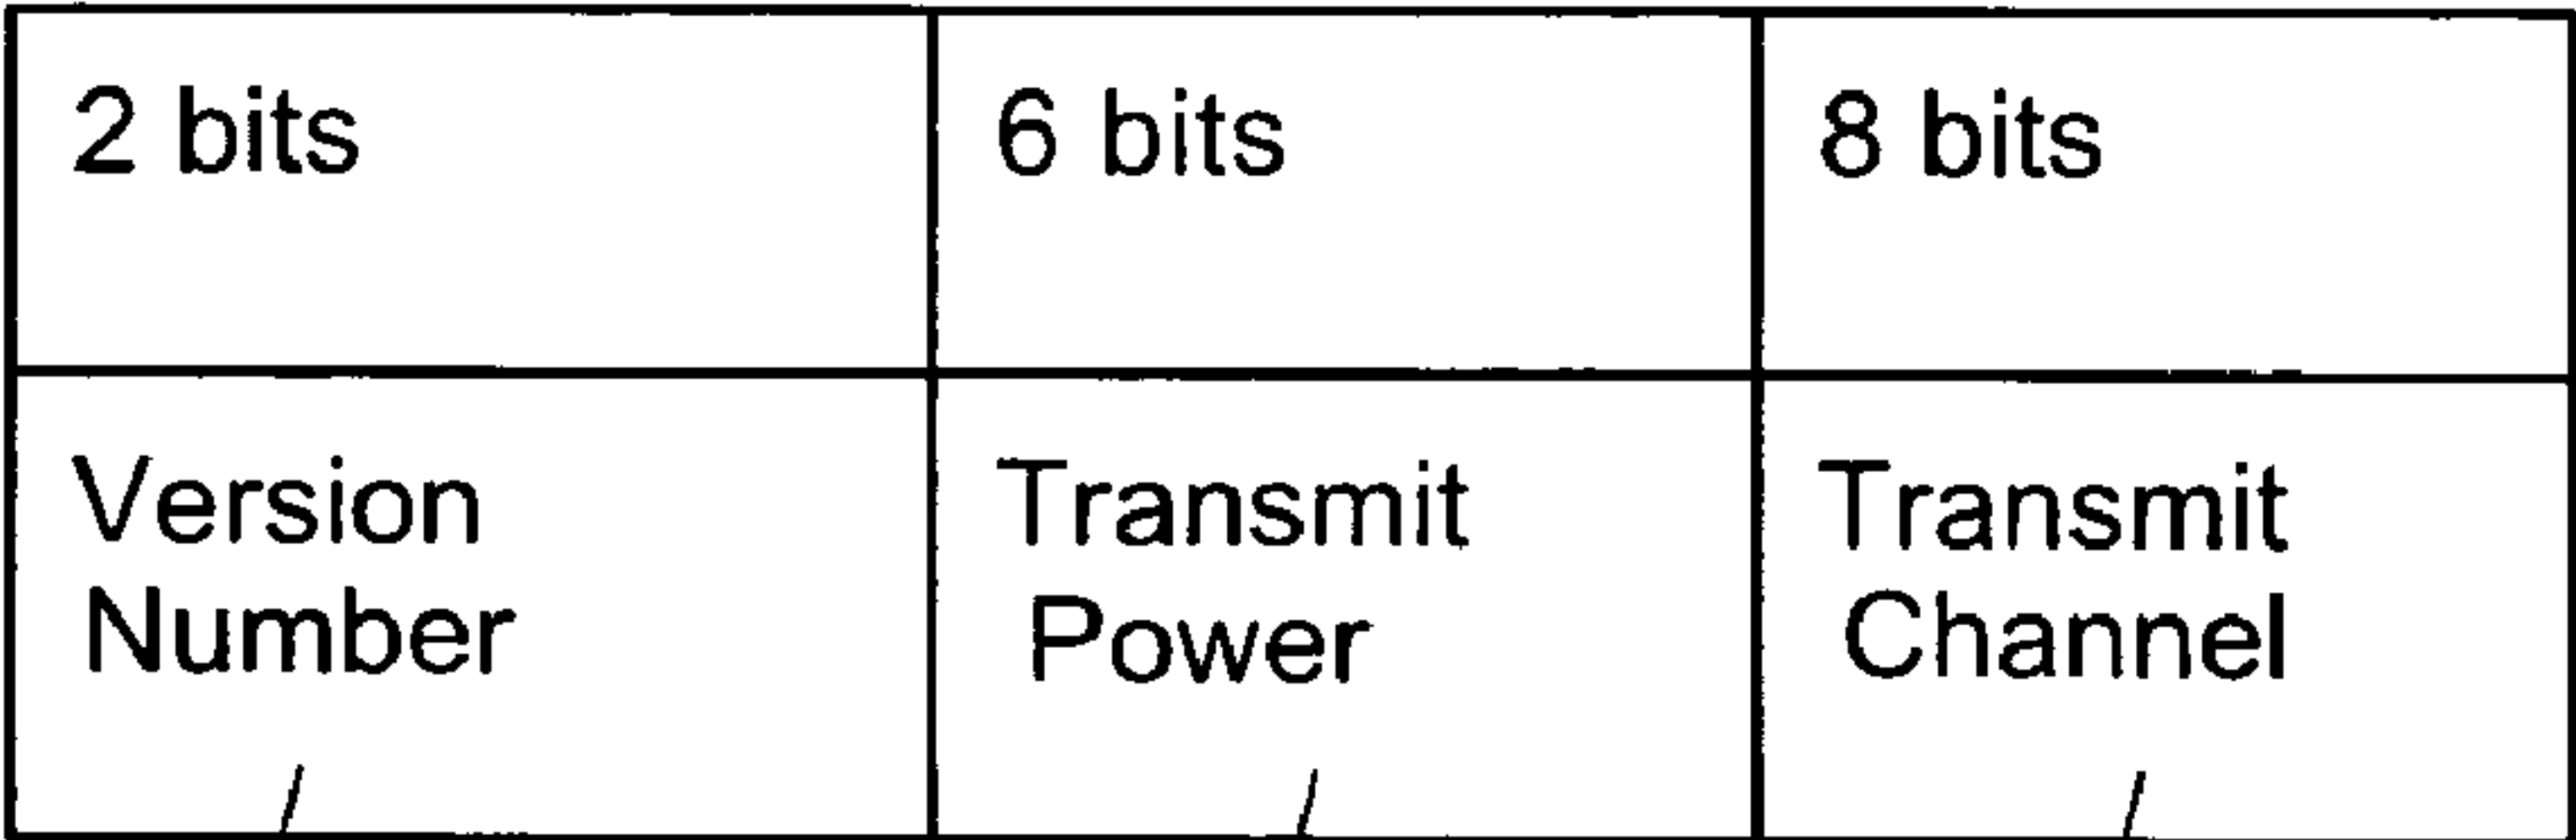 2 bits 6 bits 8 bits
Version Transmit Transmit
Number Power Channel